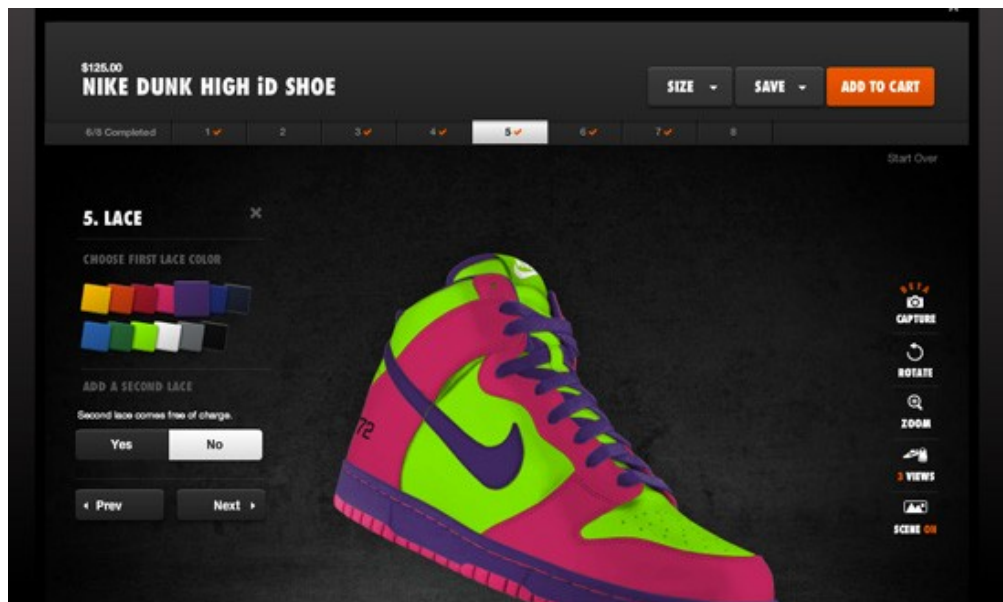 $125.00
NIKE DUNK HIGH iD SHOE
SIZE
SAVE
ADD TO CART
6/8 Completed
1
2
3
4
5
6
7
8
Start Over
5. LACE
CHOOSE FIRST LACE COLOR
ADD A SECOND LACE
Second lace comes free of charge.
Yes
No
Prev
Next
72
BETA
CAPTURE
ROTATE
ZOOM
3 VIEWS
SCENE ON